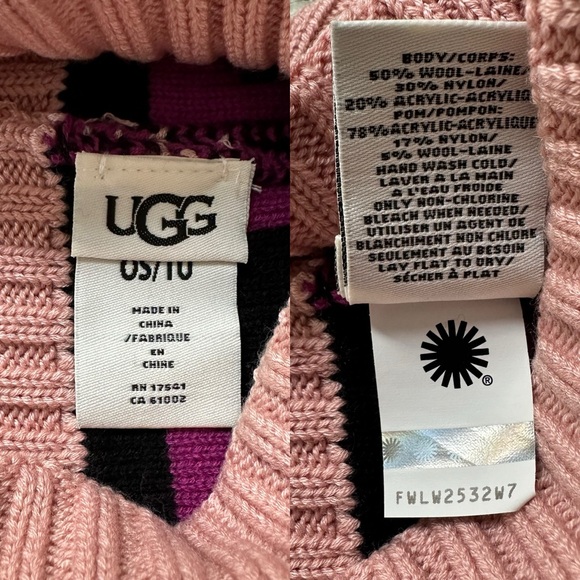 UGG
OS/TU
MADE IN
CHINA
/FABRIQUE
EN
CHINE
RN 17541
CA 61002
BODY/CORPS:
50% WOOL-LAINE/
30% NYLON/
20% ACRYLIC-ACRYLIQUE
POM/POMPON:
78%ACRYLIC-ACRYLIQUE
17% NYLON/
5% WOOL-LAINE
HAND WASH COLD/
LAVER A LA MAIN
A L'EAU FROIDE
ONLY NON-CHLORINE
BLEACH WHEN NEEDED/
UTILISER UN AGENT DE
BLANCHIMENT NON CHLORE
SEULEMENT AU BESOIN
LAY FLAT TO DRY/
SÉCHER À PLAT
®
FWLW2532W7